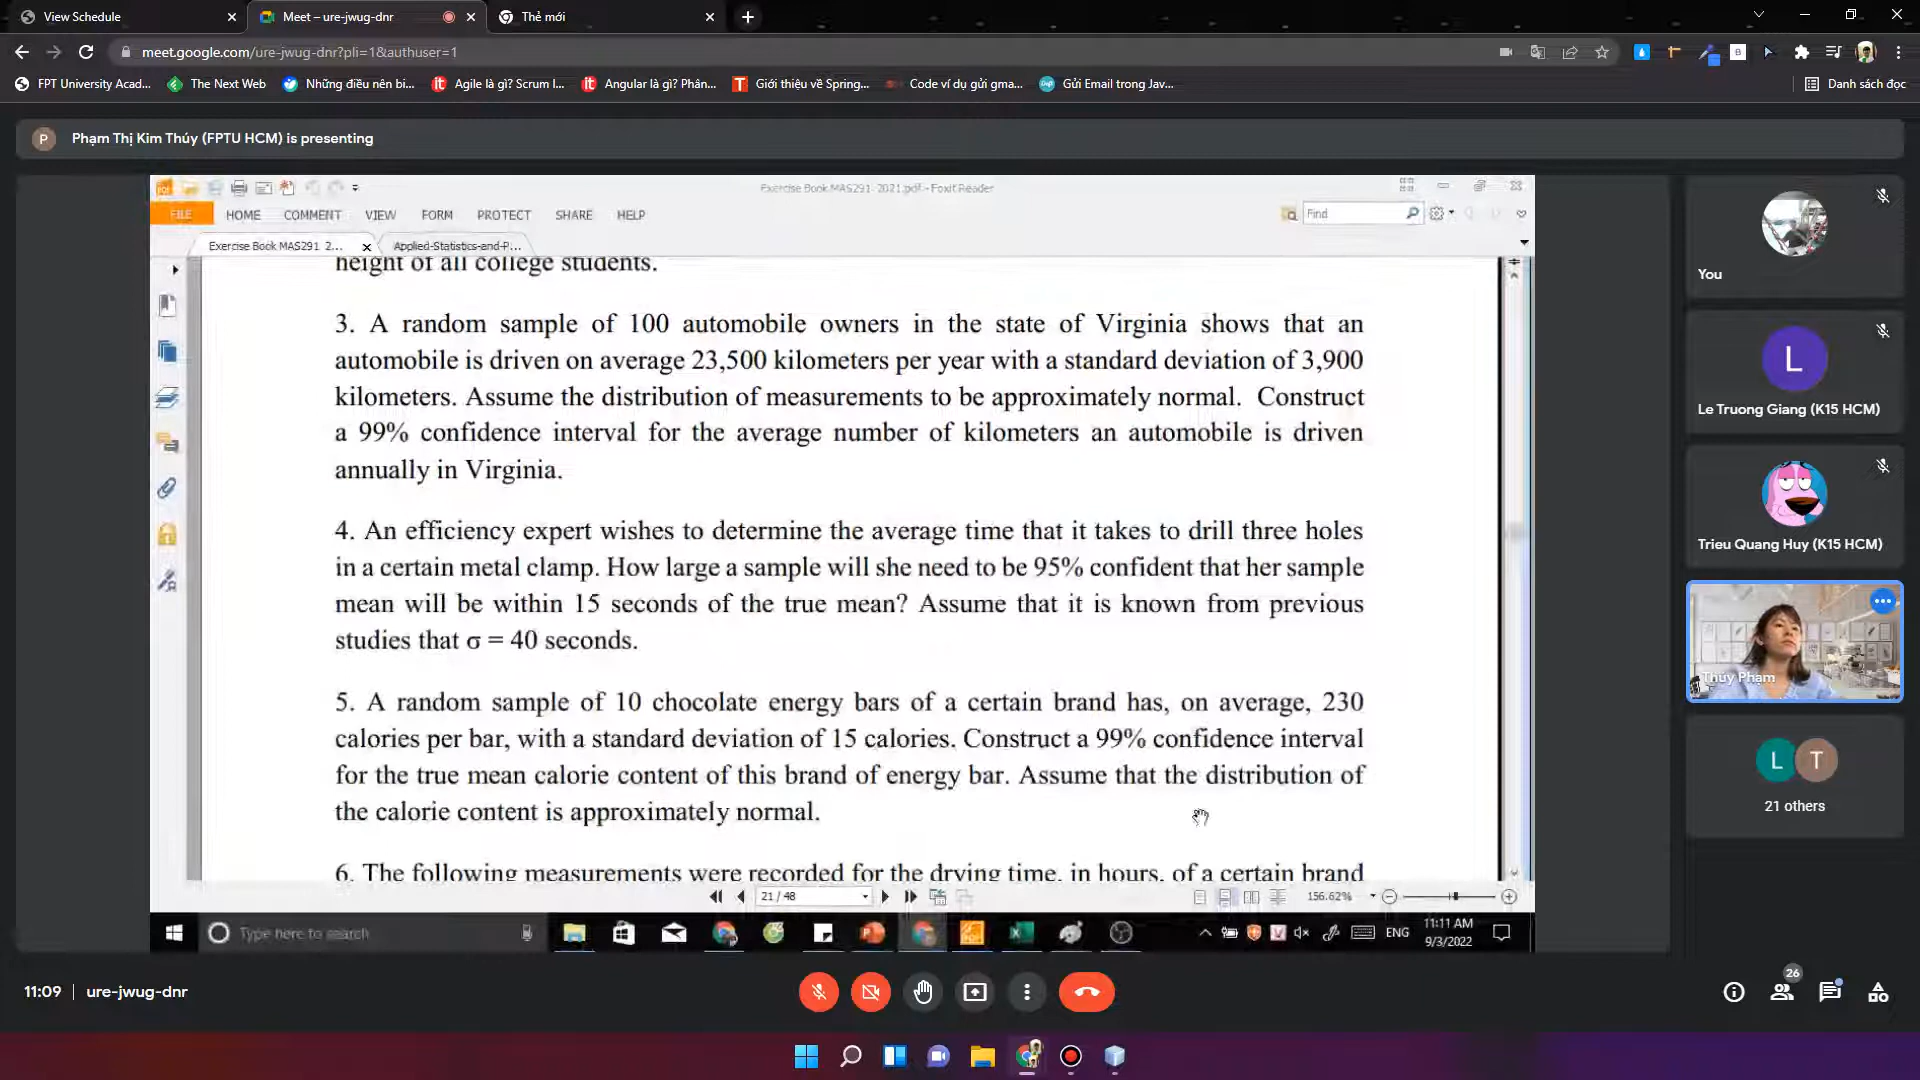 View Schedule
Meet – ure-jwug-dnr
Thẻ mới
meet.google.com/ure-jwug-dnr?pli=1&authuser=1
FPT University Acad...
The Next Web
Những điều nên bi...
Agile là gì? Scrum l...
Angular là gì? Phân...
Giới thiệu về Spring...
Code ví dụ gửi gma...
Gửi Email trong Jav...
Danh sách đọc
P
Phạm Thị Kim Thúy (FPTU HCM) is presenting
Exercise Book MAS291 2021.pdf - Foxit Reader
FILE
HOME
COMMENT
VIEW
FORM
PROTECT
SHARE
HELP
Find
Exercise Book MAS291 2...
Applied-Statistics-and-P...
height of all college students.
3. A random sample of 100 automobile owners in the state of Virginia shows that an
automobile is driven on average 23,500 kilometers per year with a standard deviation of 3,900
kilometers. Assume the distribution of measurements to be approximately normal. Construct
a 99% confidence interval for the average number of kilometers an automobile is driven
annually in Virginia.
4. An efficiency expert wishes to determine the average time that it takes to drill three holes
in a certain metal clamp. How large a sample will she need to be 95% confident that her sample
mean will be within 15 seconds of the true mean? Assume that it is known from previous
studies that σ = 40 seconds.
5. A random sample of 10 chocolate energy bars of a certain brand has, on average, 230
calories per bar, with a standard deviation of 15 calories. Construct a 99% confidence interval
for the true mean calorie content of this brand of energy bar. Assume that the distribution of
the calorie content is approximately normal.
6. The following measurements were recorded for the drying time, in hours, of a certain brand
21 / 48
156.62%
Type here to search
ENG
11:11 AM
9/3/2022
You
L
Le Truong Giang (K15 HCM)
Trieu Quang Huy (K15 HCM)
Thuy Pham
L
T
21 others
11:09
ure-jwug-dnr
26